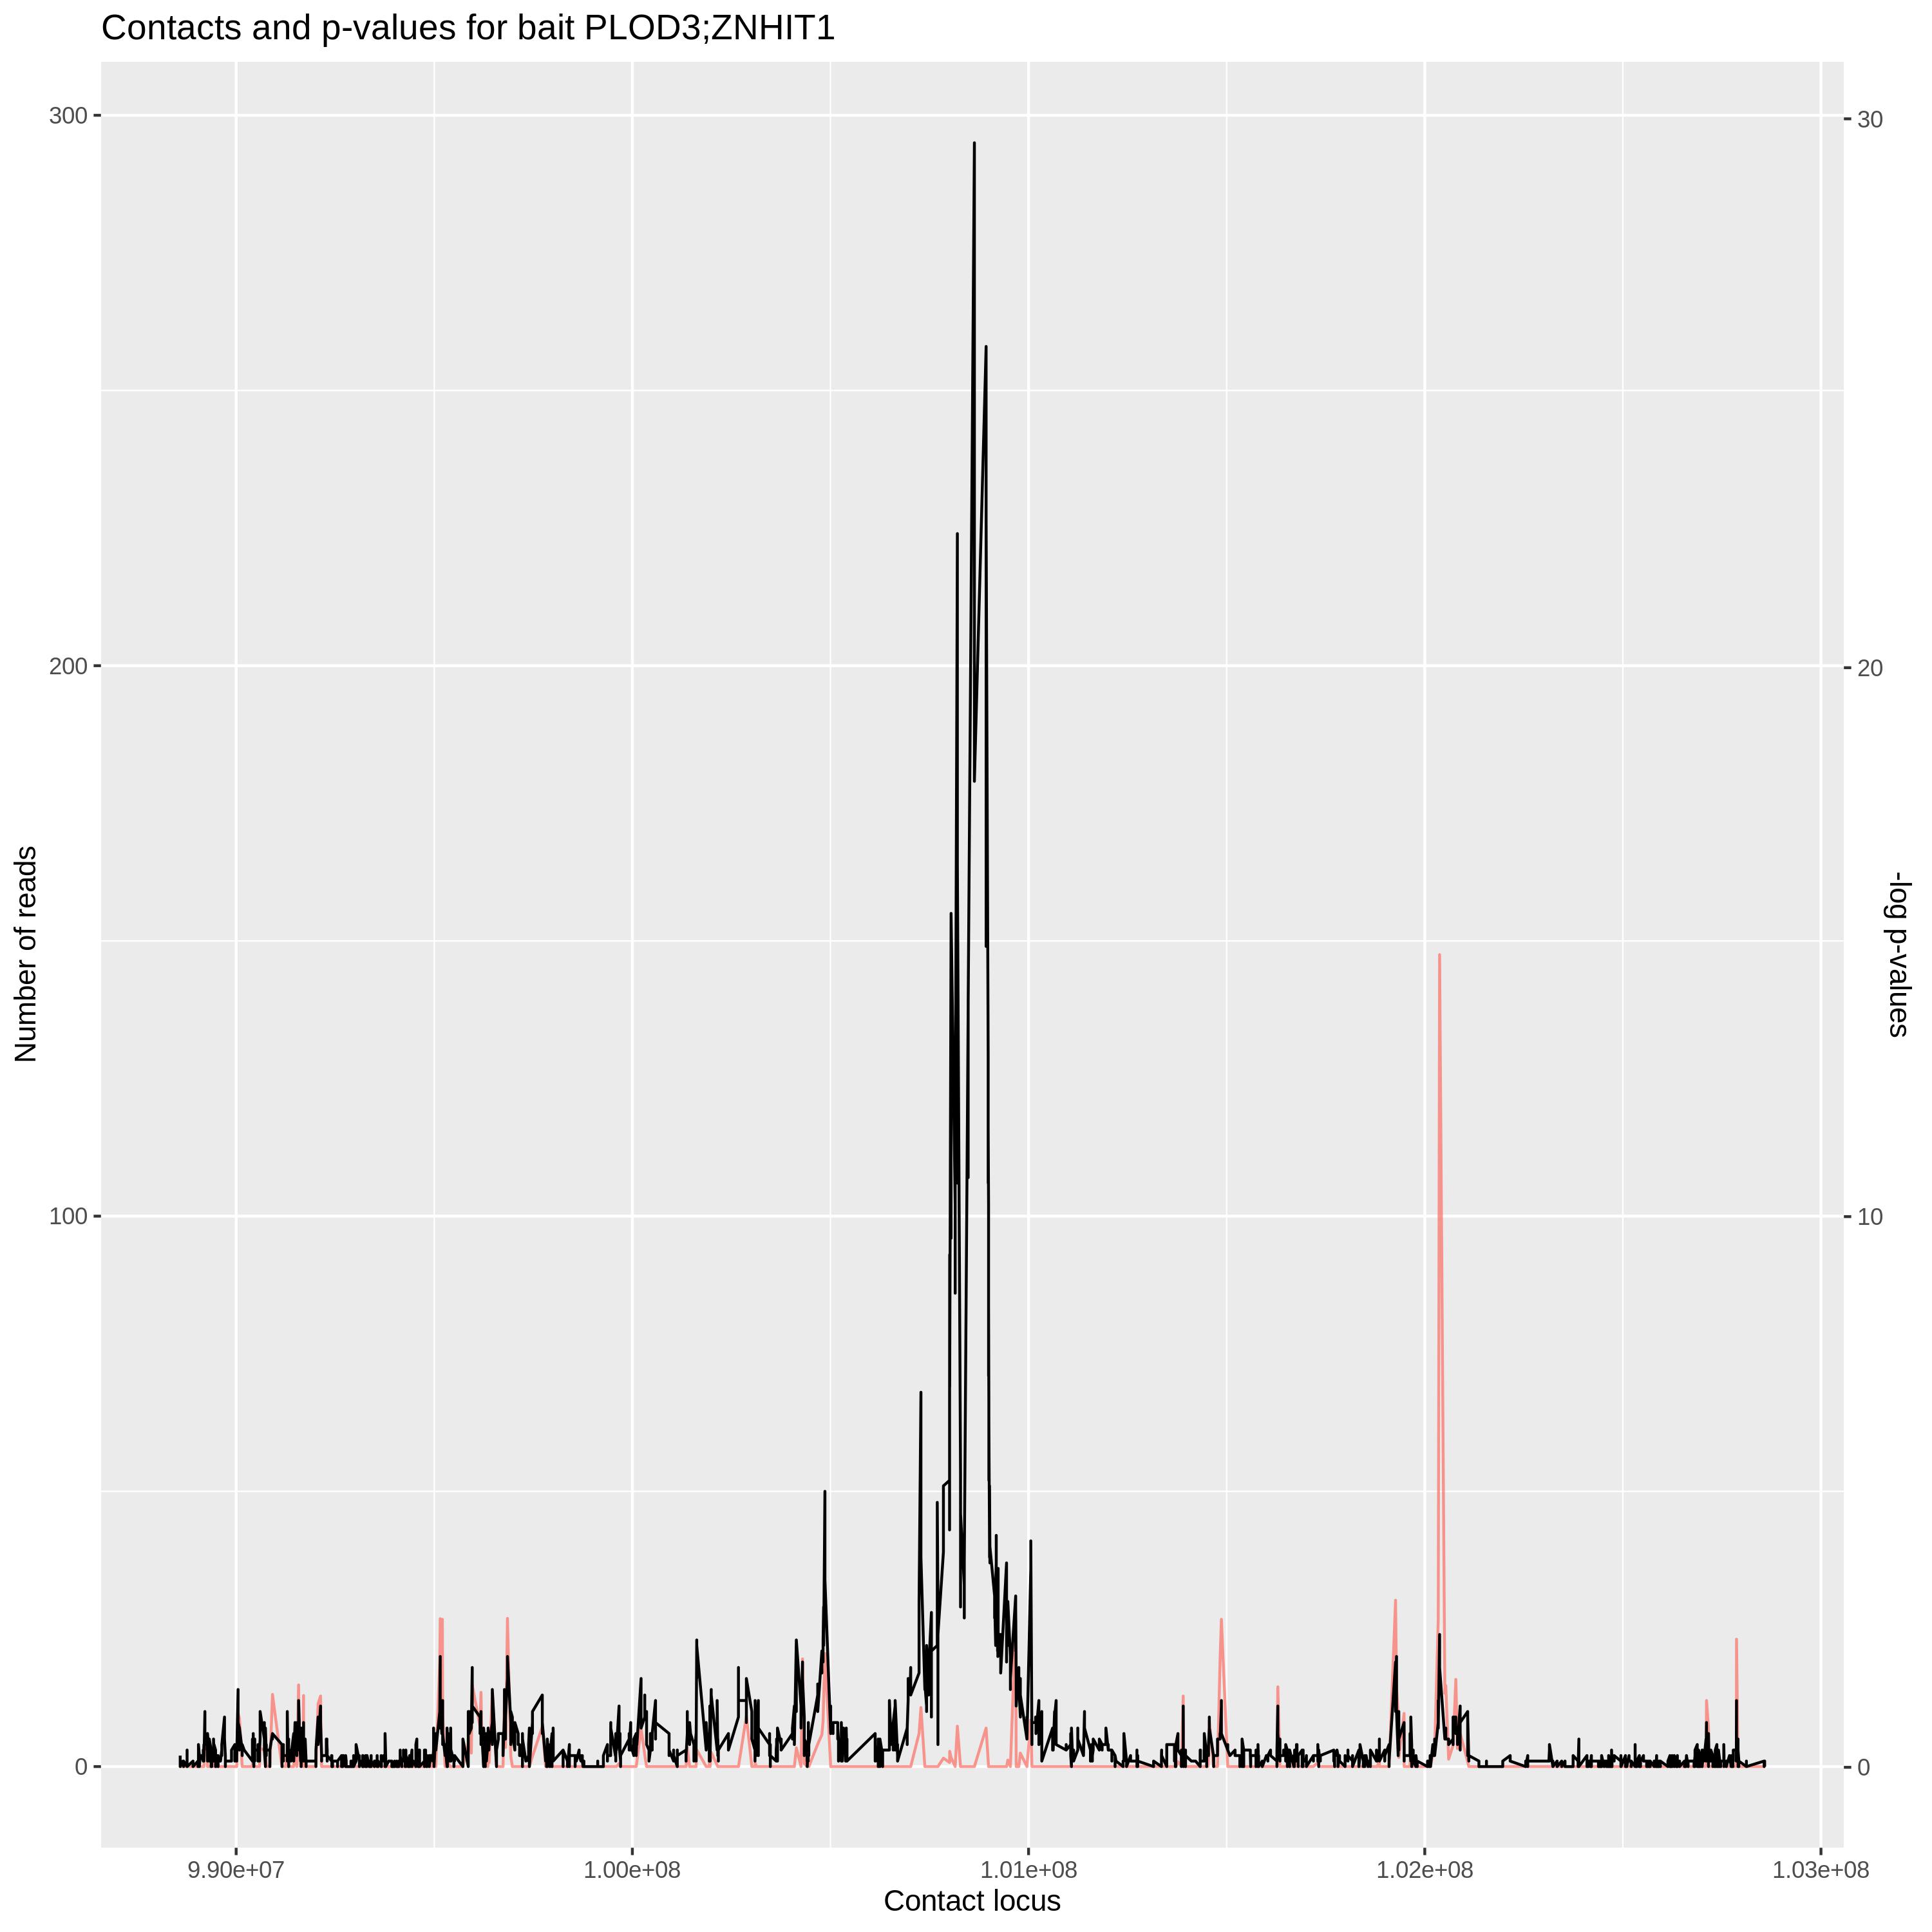 Contacts and p-values for bait PLOD3;ZNHIT1
300
200
100
0
Number of reads
30
20
10
0
-log p-values
9.90e+07
1.00e+08
1.01e+08
1.02e+08
1.03e+08
Contact locus